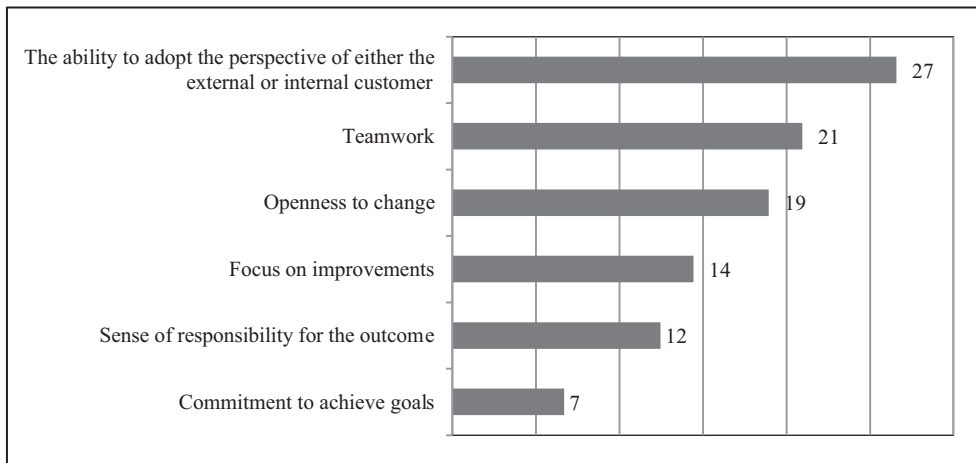 The ability to adopt the perspective of either the
external or internal customer
27
Teamwork
21
Openness to change
19
Focus on improvements
14
Sense of responsibility for the outcome
12
Commitment to achieve goals
7